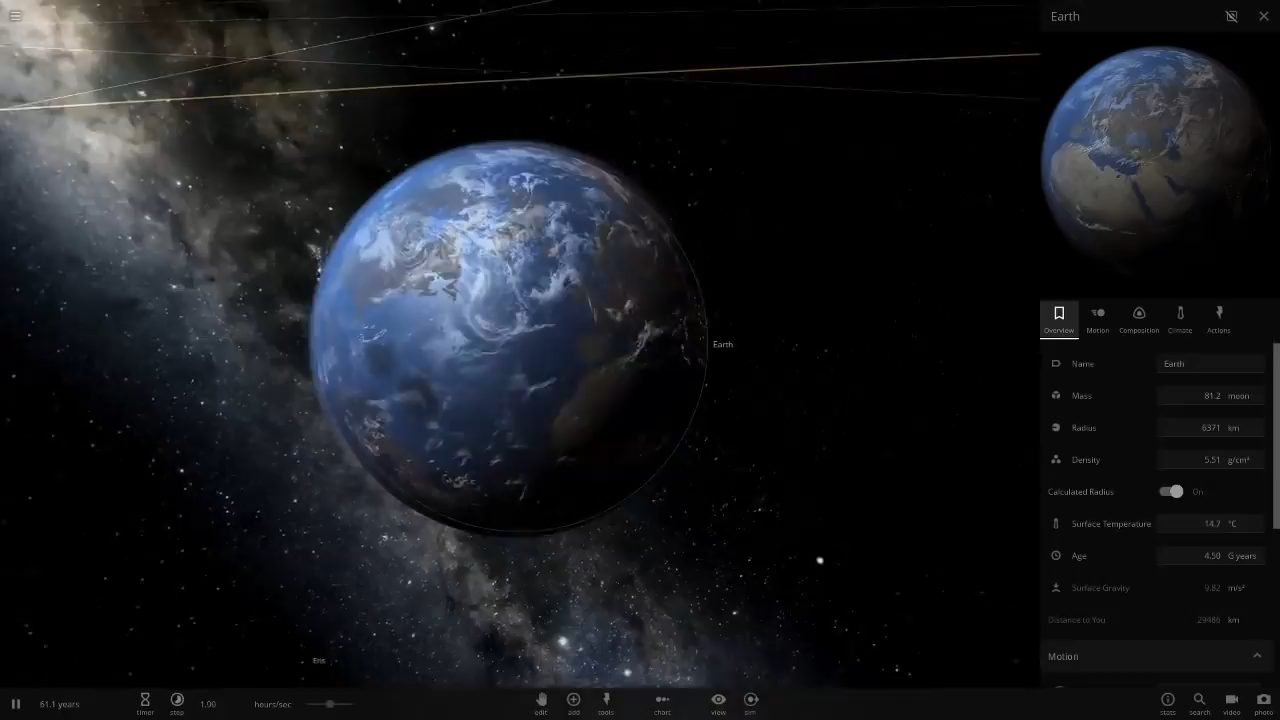 Earth
Earth
Overview Motion Composition Climate Actions
Name Earth
Mass 81.2 moon
Radius 6371 km
Density 5.51 g/cm³
Calculated Radius On
Surface Temperature 14.7 °C
Age 4.50 G years
Surface Gravity 9.82 m/s²
Distance to You 29486 km
Motion
Eris
61.1 years timer step 1.00 hours/sec edit add tools chart view sim stats search video photo